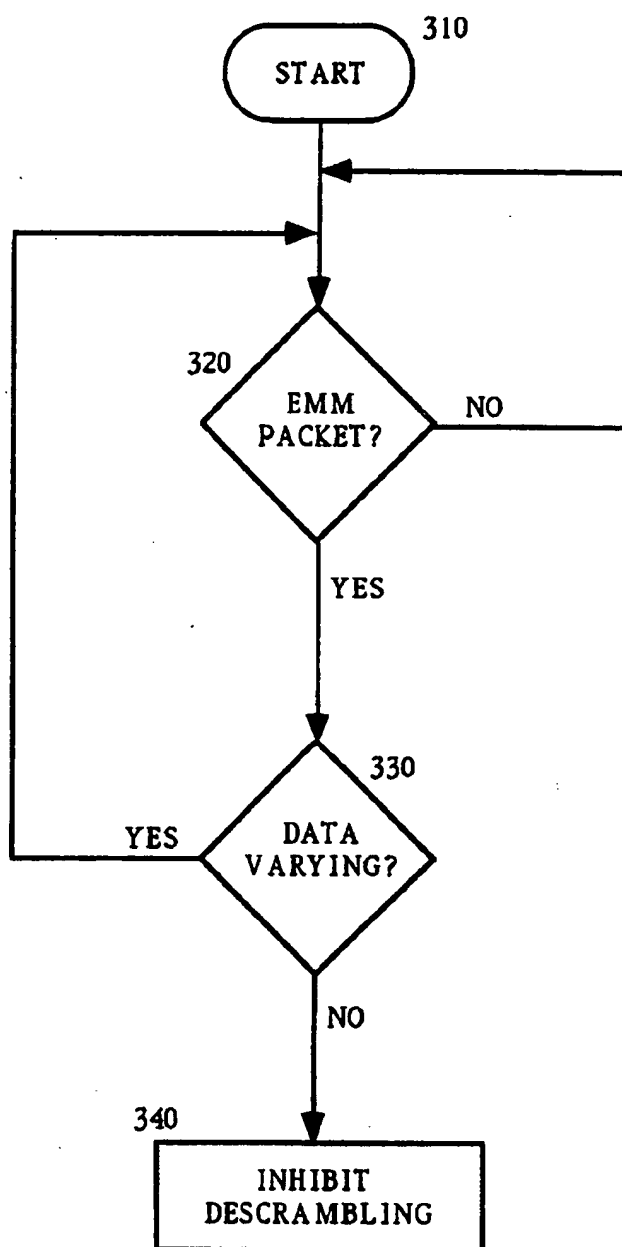 310
START
320
EMM
PACKET?
NO
YES
330
DATA
VARYING?
YES
NO
340
INHIBIT
DESCRAMBLING